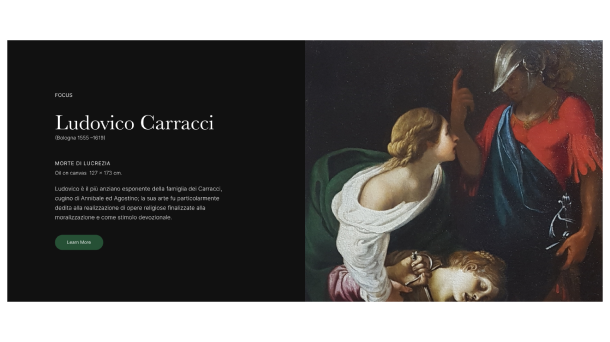 FOCUS
Ludovico Carracci
(Bologna 1555 –1619)
MORTE DI LUCREZIA
Oil on canvas 127 × 173 cm
Ludovico è il più anziano esponente della famiglia dei Carracci,
cugino di Annibale ed Agostino; la sua arte fu particolarmente
dedita alla realizzazione di opere religiose finalizzate alla
moralizzazione e come stimolo devozionale.
Learn More